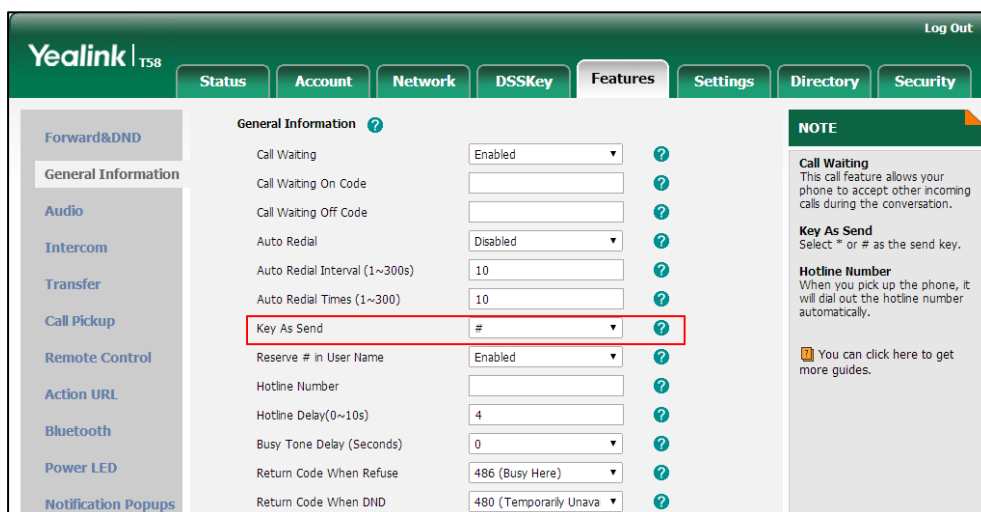 Log Out
Yealink T58
Status Account Network DSSKey Features Settings Directory Security
Forward&DND
General Information
Audio
Intercom
Transfer
Call Pickup
Remote Control
Action URL
Bluetooth
Power LED
Notification Popups
General Information ?
Call Waiting Enabled ?
Call Waiting On Code ?
Call Waiting Off Code ?
Auto Redial Disabled ?
Auto Redial Interval (1~300s) 10 ?
Auto Redial Times (1~300) 10 ?
Key As Send # ?
Reserve # in User Name Enabled ?
Hotline Number ?
Hotline Delay(0~10s) 4 ?
Busy Tone Delay (Seconds) 0 ?
Return Code When Refuse 486 (Busy Here) ?
Return Code When DND 480 (Temporarily Unava ?
NOTE
Call Waiting
This call feature allows your
phone to accept other incoming
calls during the conversation.
Key As Send
Select * or # as the send key.
Hotline Number
When you pick up the phone, it
will dial out the hotline number
automatically.
? You can click here to get
more guides.